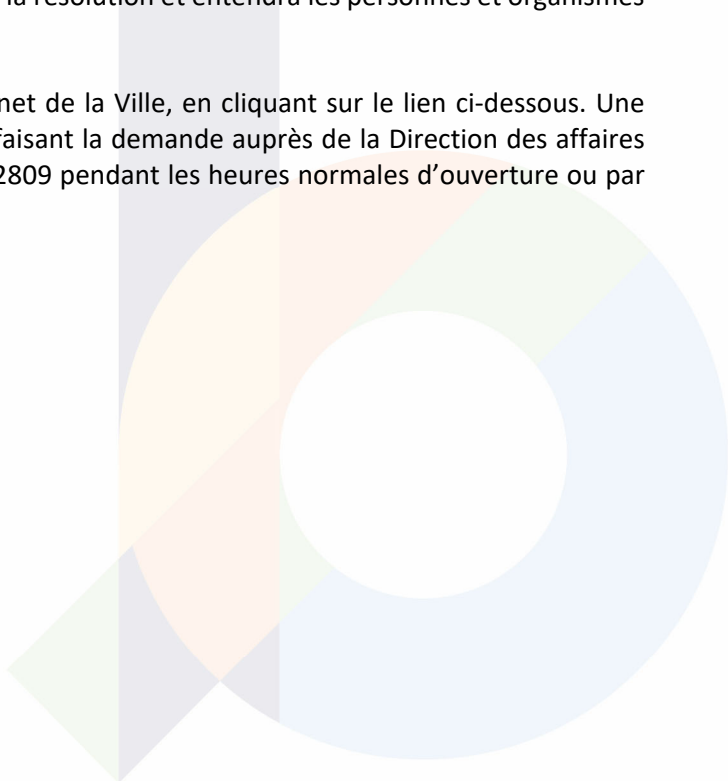 la résolution et entendra les personnes et organismes
net de la Ville, en cliquant sur le lien ci-dessous. Une
faisant la demande auprès de la Direction des affaires
2809 pendant les heures normales d’ouverture ou par